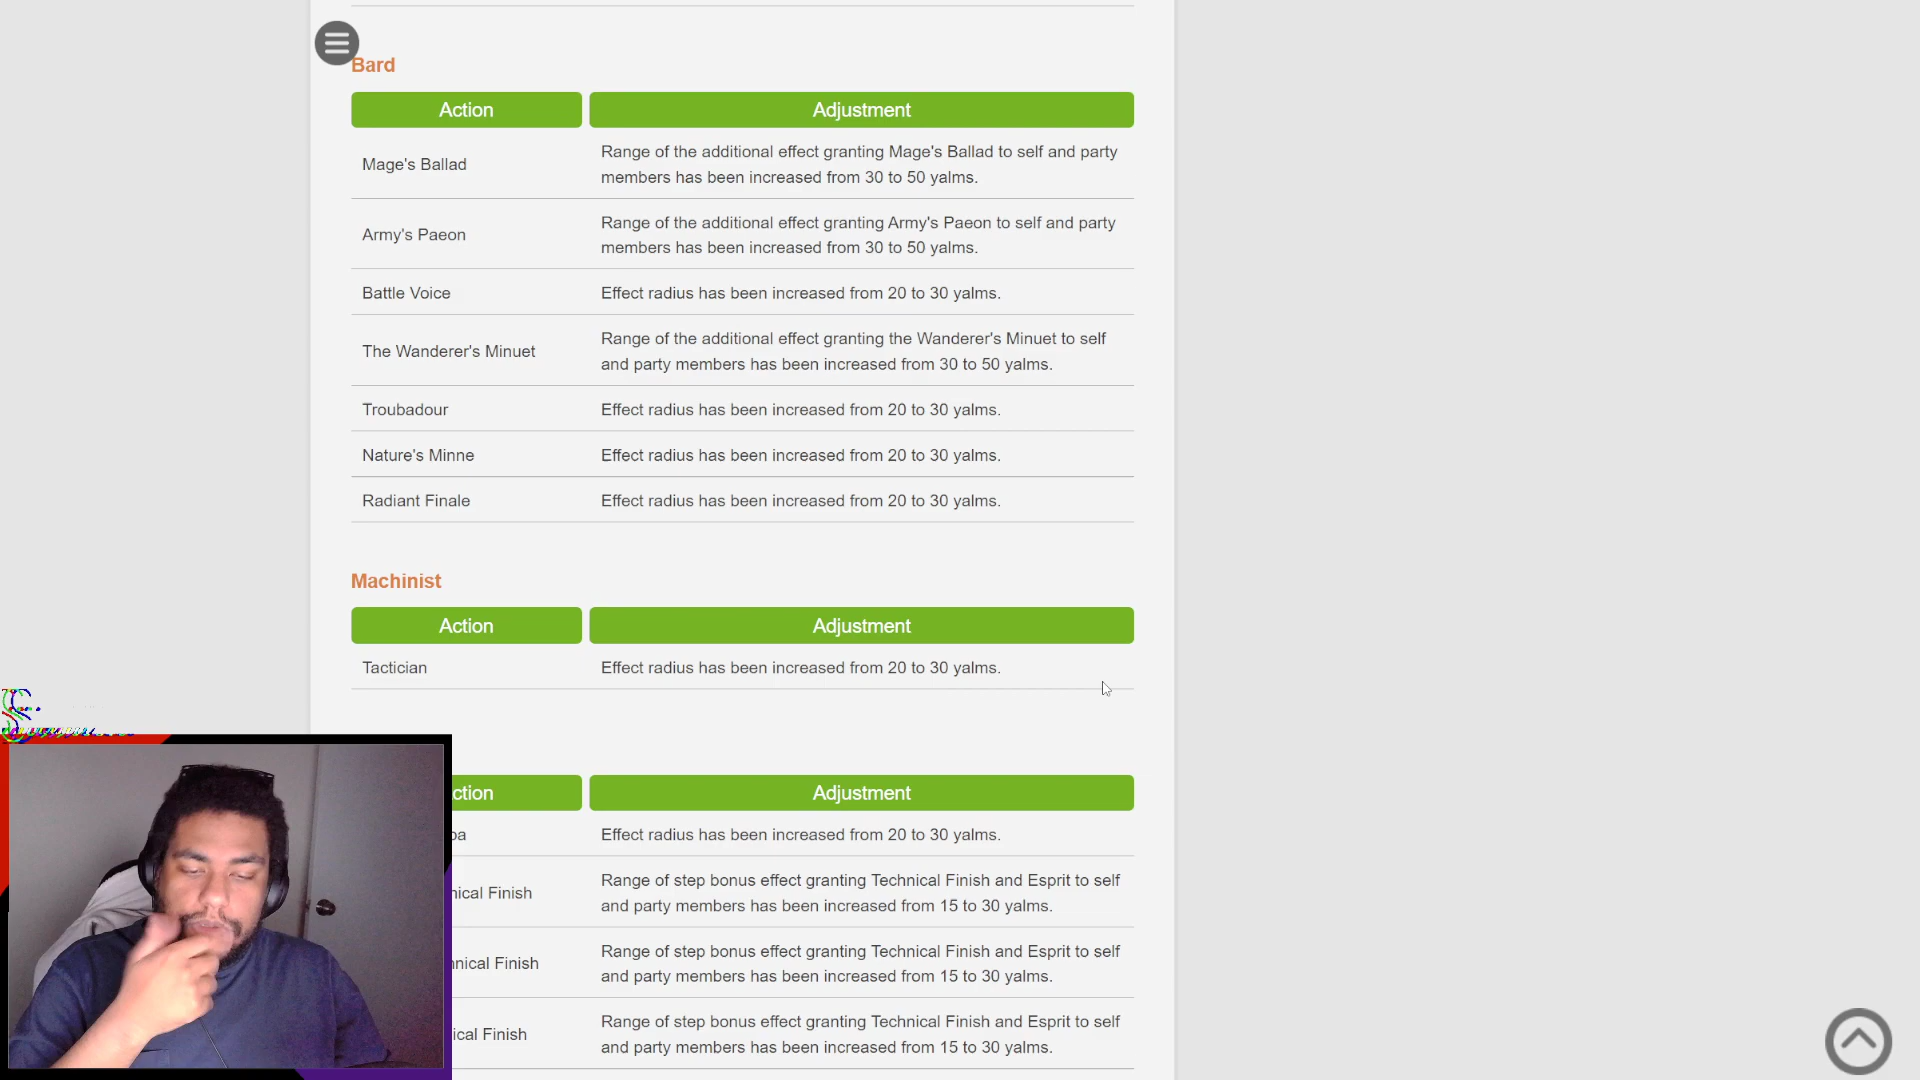 Bard
Action
Adjustment
Mage's Ballad
Range of the additional effect granting Mage's Ballad to self and party
members has been increased from 30 to 50 yalms.
Army's Paeon
Range of the additional effect granting Army's Paeon to self and party
members has been increased from 30 to 50 yalms.
Battle Voice
Effect radius has been increased from 20 to 30 yalms.
The Wanderer's Minuet
Range of the additional effect granting the Wanderer's Minuet to self
and party members has been increased from 30 to 50 yalms.
Troubadour
Effect radius has been increased from 20 to 30 yalms.
Nature's Minne
Effect radius has been increased from 20 to 30 yalms.
Radiant Finale
Effect radius has been increased from 20 to 30 yalms.
Machinist
Action
Adjustment
Tactician
Effect radius has been increased from 20 to 30 yalms.
ction
Adjustment
ba
Effect radius has been increased from 20 to 30 yalms.
nical Finish
Range of step bonus effect granting Technical Finish and Esprit to self
and party members has been increased from 15 to 30 yalms.
hnical Finish
Range of step bonus effect granting Technical Finish and Esprit to self
and party members has been increased from 15 to 30 yalms.
ical Finish
Range of step bonus effect granting Technical Finish and Esprit to self
and party members has been increased from 15 to 30 yalms.